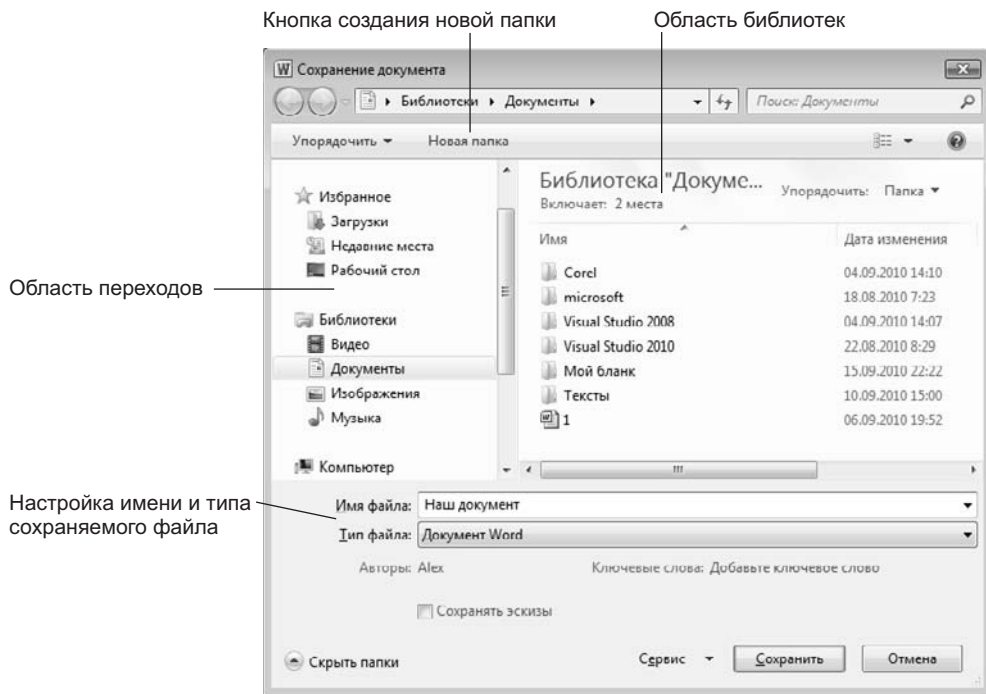 Кнопка создания новой папки
Область библиотек
Сохранение документа
Библиотеки
Документы
Поиск: Документы
Упорядочить
Новая папка
Избранное
Загрузки
Недавние места
Рабочий стол
Область переходов
Библиотеки
Видео
Документы
Изображения
Музыка
Компьютер
Библиотека "Докуме...
Включает: 2 места
Упорядочить: Папка
Имя
Дата изменения
Corel 04.09.2010 14:10
microsoft 18.08.2010 7:23
Visual Studio 2008 04.09.2010 14:07
Visual Studio 2010 22.08.2010 8:29
Мой бланк 15.09.2010 22:22
Тексты 10.09.2010 15:00
1 06.09.2010 19:52
Настройка имени и типа
сохраняемого файла
Имя файла: Наш документ
Тип файла: Документ Word
Авторы: Alex
Ключевые слова: Добавьте ключевое слово
Сохранять эскизы
Скрыть папки
Сервис
Сохранить
Отмена